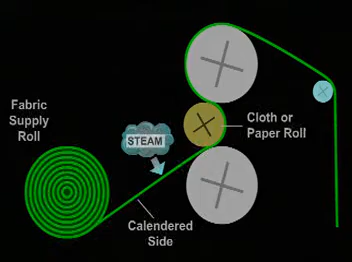 Fabric
Supply
Roll
STEAM
Cloth or
Paper Roll
Calendered
Side